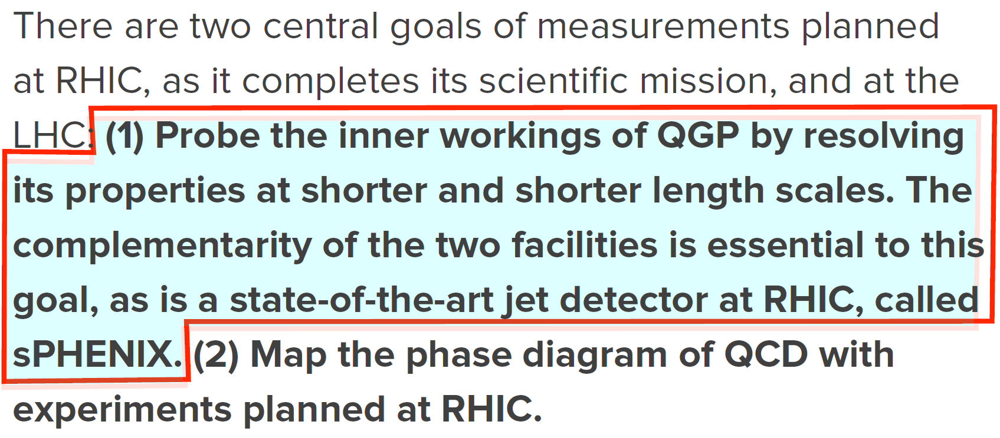 There are two central goals of measurements planned
at RHIC, as it completes its scientific mission, and at the
LHC: (1) Probe the inner workings of QGP by resolving
its properties at shorter and shorter length scales. The
complementarity of the two facilities is essential to this
goal, as is a state-of-the-art jet detector at RHIC, called
sPHENIX. (2) Map the phase diagram of QCD with
experiments planned at RHIC.